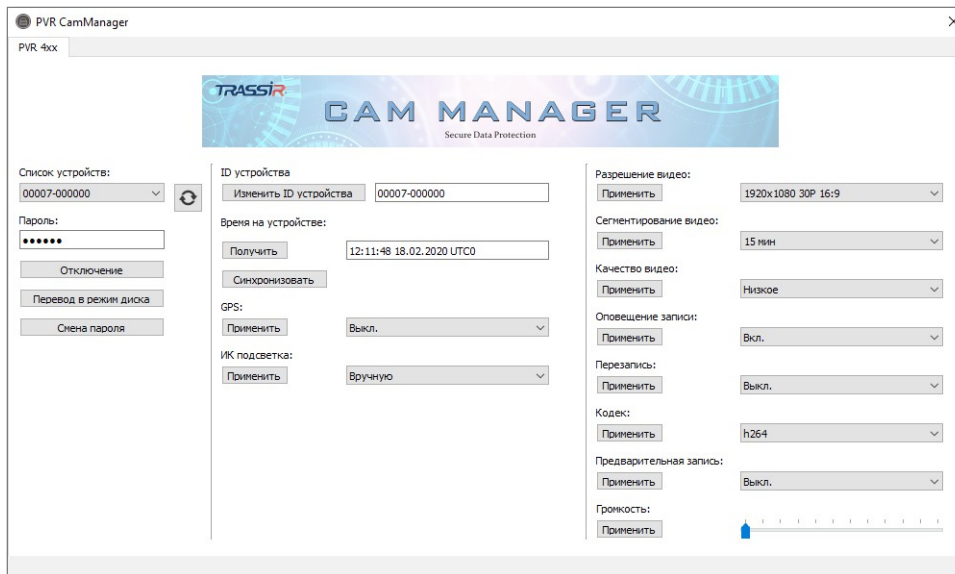 PVR CamManager
PVR 4xx
TRASSIR
CAM MANAGER
Secure Data Protection
Список устройств:
00007-000000
Пароль:
••••••
Отключение
Перевод в режим диска
Смена пароля
ID устройства
Изменить ID устройства 00007-000000
Время на устройстве:
Получить 12:11:48 18.02.2020 UTC0
Синхронизовать
GPS:
Применить Выкл.
ИК подсветка:
Применить Вручную
Разрешение видео:
Применить 1920x1080 30P 16:9
Сегментирование видео:
Применить 15 мин
Качество видео:
Применить Низкое
Оповещение записи:
Применить Вкл.
Перезапись:
Применить Выкл.
Кодек:
Применить h264
Предварительная запись:
Применить Выкл.
Громкость:
Применить